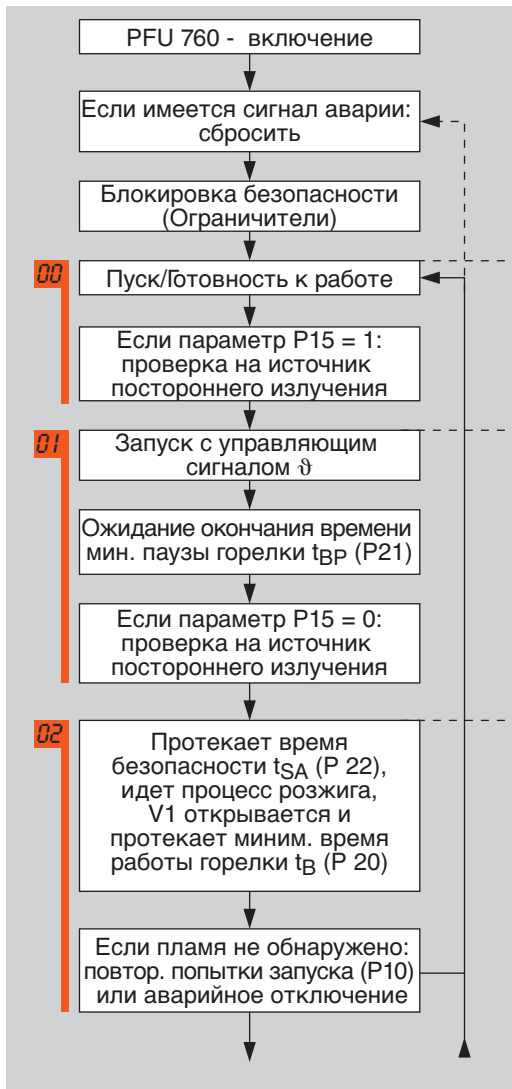 PFU 760 - включение
Если имеется сигнал аварии:
сбросить
Блокировка безопасности
(Ограничители)
00
Пуск/Готовность к работе
Если параметр P15 = 1:
проверка на источник
постороннего излучения
01
Запуск с управляющим
сигналом ϑ
Ожидание окончания времени
мин. паузы горелки tBP (P21)
Если параметр P15 = 0:
проверка на источник
постороннего излучения
02
Протекает время
безопасности tSA (P 22),
идет процесс розжига,
V1 открывается и
протекает миним. время
работы горелки tB (P 20)
Если пламя не обнаружено:
повтор. попытки запуска (P10)
или аварийное отключение